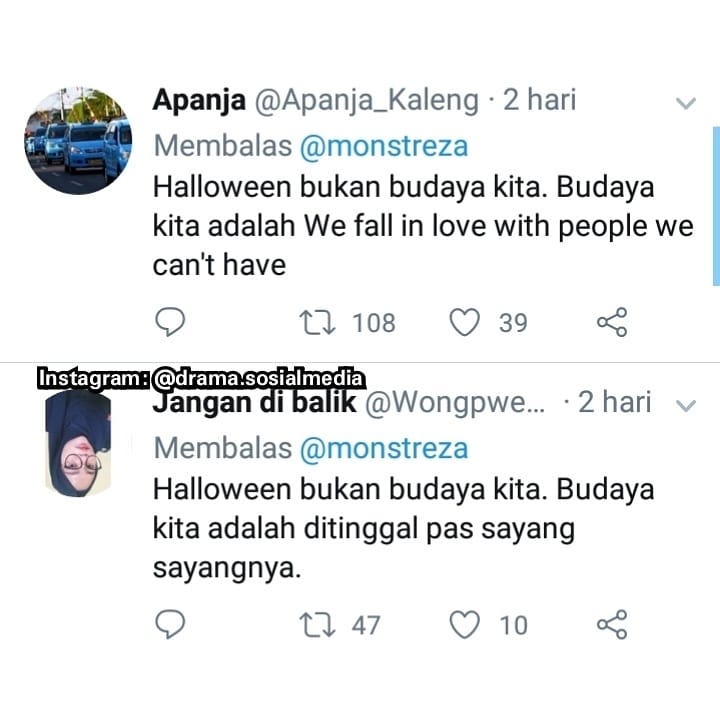 Apanja @Apanja_Kaleng · 2 hari
Membalas @monstreza
Halloween bukan budaya kita. Budaya
kita adalah We fall in love with people we
can't have
108 39
Instagram: @drama.sosialmedia
Jangan di balik @Wongpwe... · 2 hari
Membalas @monstreza
Halloween bukan budaya kita. Budaya
kita adalah ditinggal pas sayang
sayangnya.
47 10